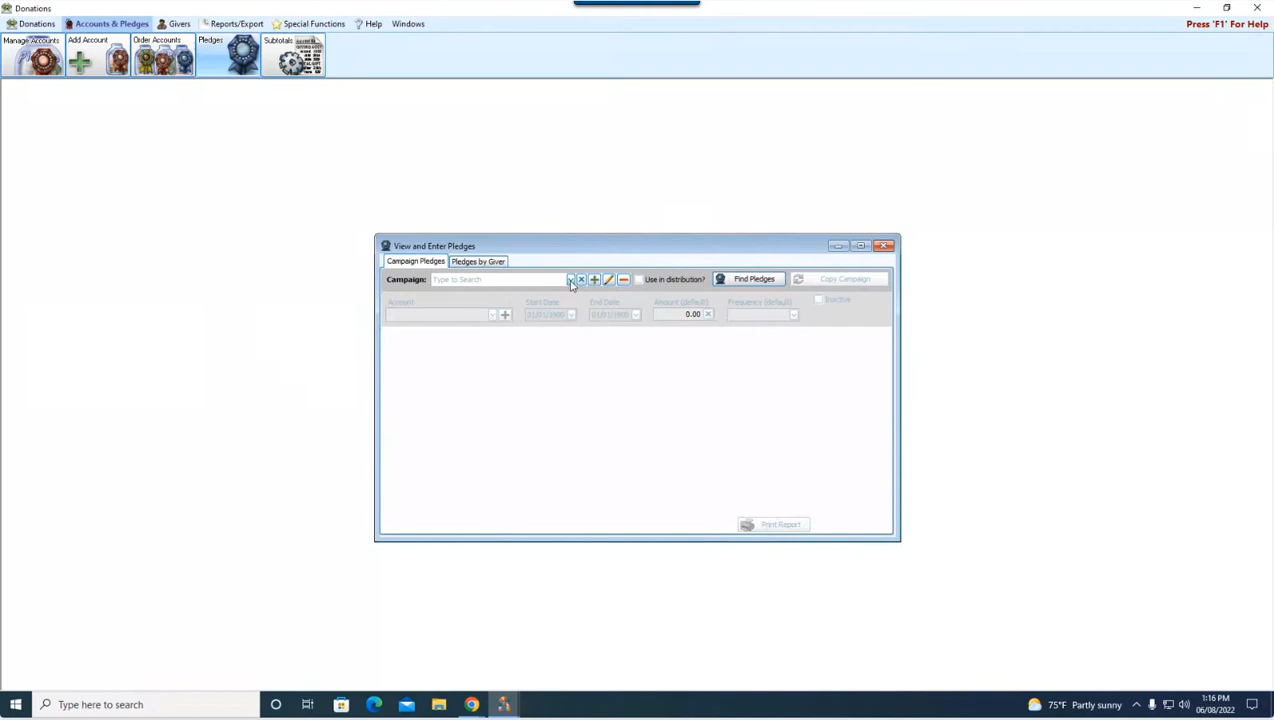 Donations
Donations Accounts & Pledges Givers Reports/Export Special Functions Help Windows Press 'F1' For Help
Manage Accounts Add Account Order Accounts Pledges Subtotals
View and Enter Pledges
Campaign Pledges Pledges by Giver
Campaign: Type to Search Use in distribution? Find Pledges Copy Campaign
Account Start Date: End Date: Amount (default) Frequency (default) Inactive
01/01/1900 01/01/1900 0.00
Print Report
Type here to search 75°F Partly sunny 1:16 PM
06/08/2022